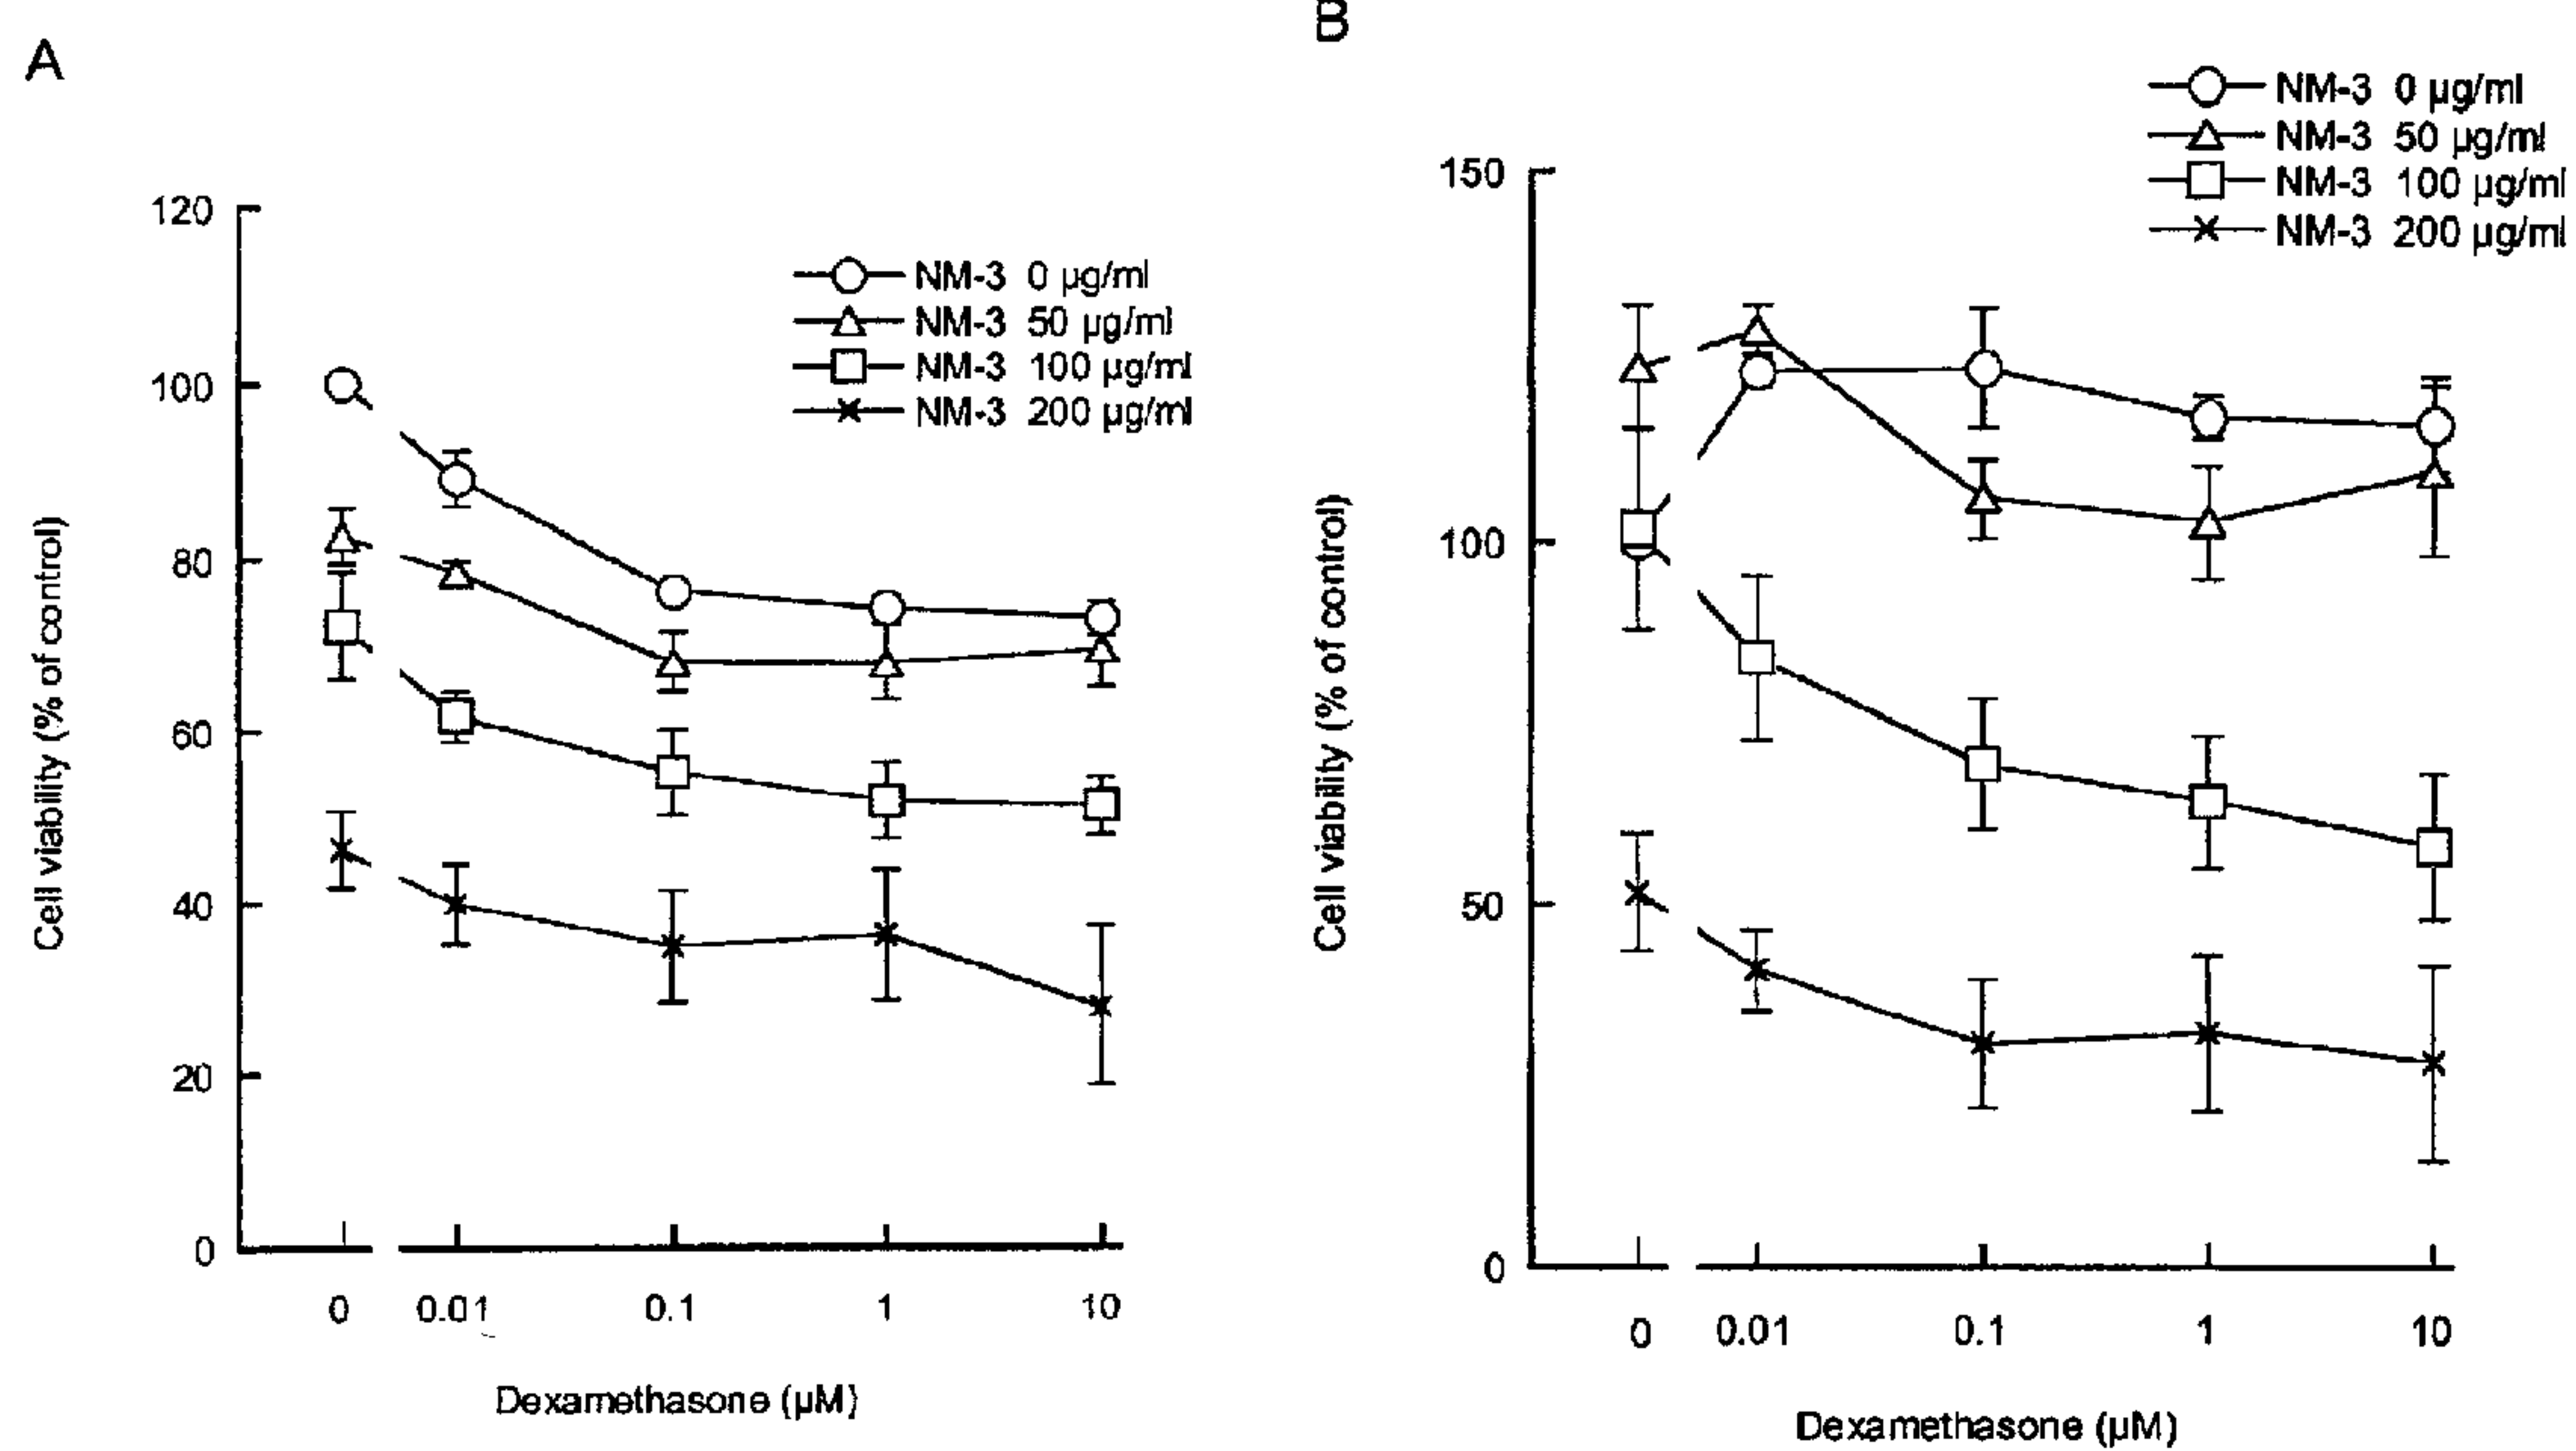 A
120
100
80
60
40
20
0
Cell viability (% of control)
NM-3 0 µg/ml
NM-3 50 µg/ml
NM-3 100 µg/ml
NM-3 200 µg/ml
0 0.01 0.1 1 10
Dexamethasone (µM)
B
150
100
50
0
Cell viability (% of control)
NM-3 0 µg/ml
NM-3 50 µg/ml
NM-3 100 µg/ml
NM-3 200 µg/ml
0 0.01 0.1 1 10
Dexamethasone (µM)